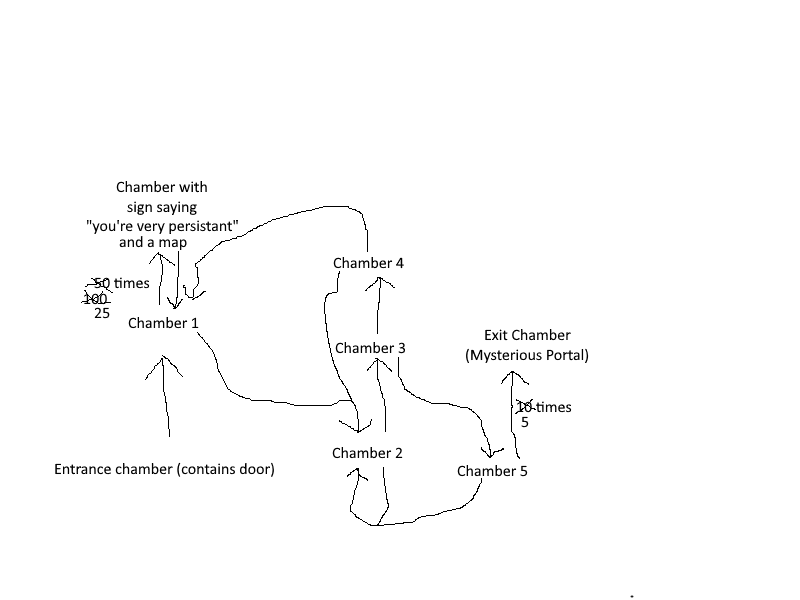 Chamber with
sign saying
"you're very persistant"
and a map
50 times
100
25
Chamber 1
Entrance chamber (contains door)
Chamber 4
Chamber 3
Chamber 2
Exit Chamber
(Mysterious Portal)
10 times
5
Chamber 5